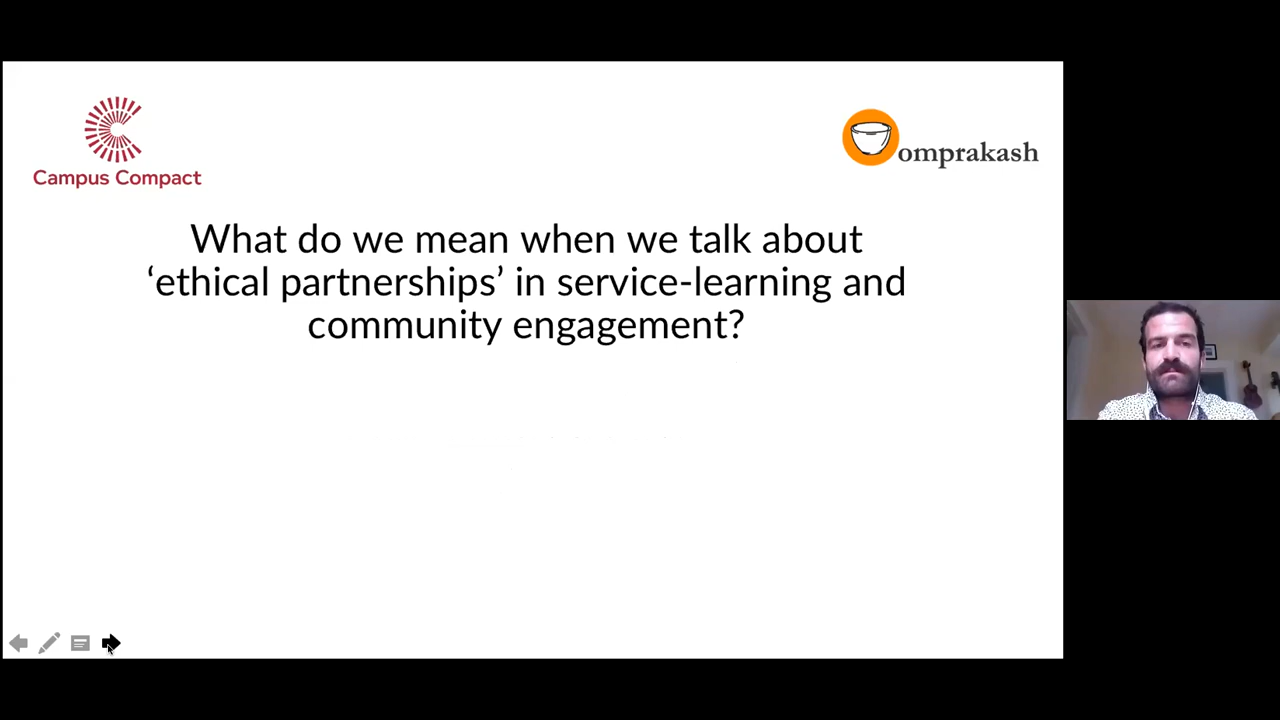 Campus Compact
omprakash
What do we mean when we talk about
‘ethical partnerships’ in service-learning and
community engagement?